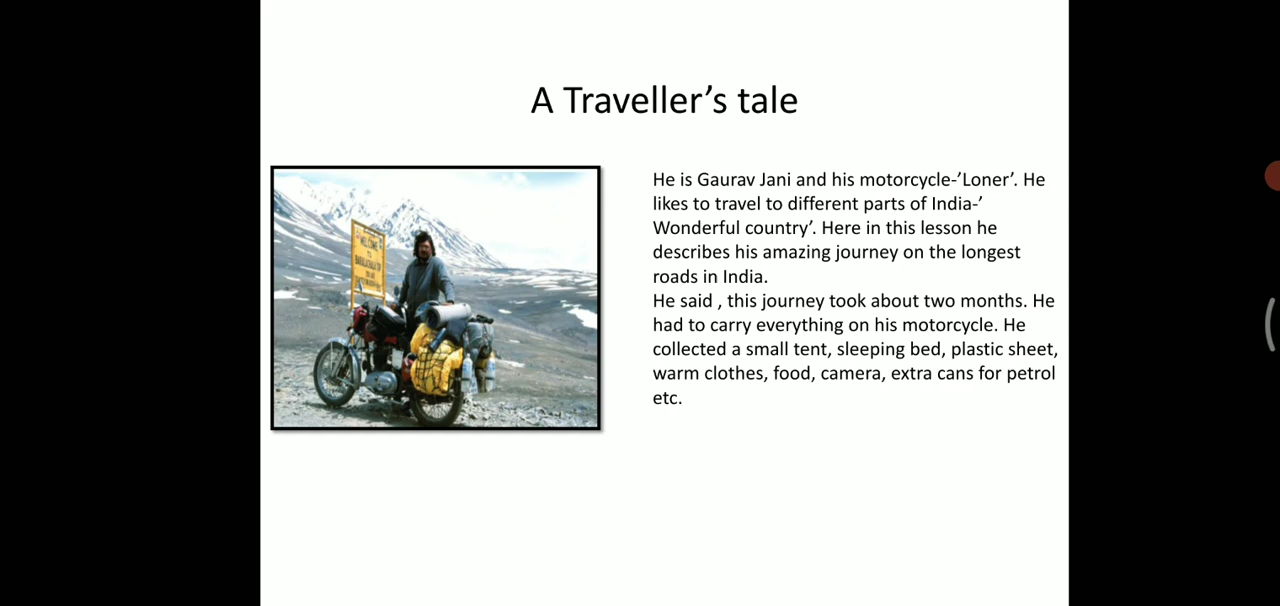 A Traveller’s tale
WELCOME
TO
He is Gaurav Jani and his motorcycle-’Loner’. He
likes to travel to different parts of India-’
Wonderful country’. Here in this lesson he
describes his amazing journey on the longest
roads in India.
He said , this journey took about two months. He
had to carry everything on his motorcycle. He
collected a small tent, sleeping bed, plastic sheet,
warm clothes, food, camera, extra cans for petrol
etc.